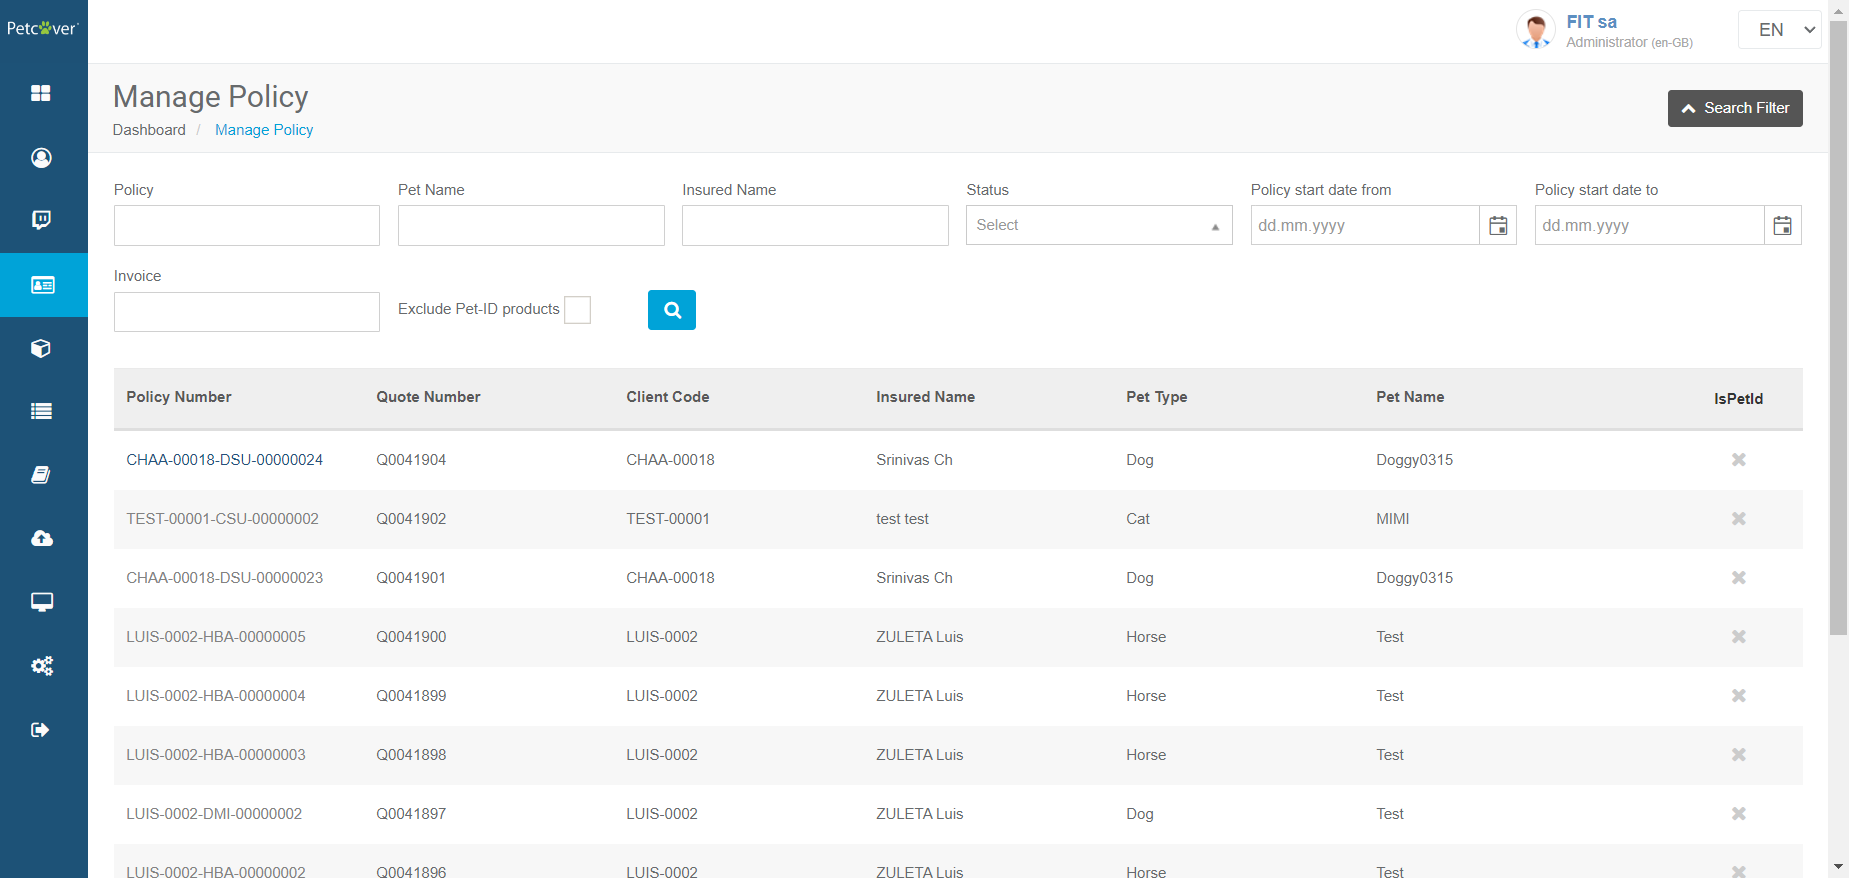 Petcover
FIT sa
Administrator (en-GB)
EN
Manage Policy
Dashboard / Manage Policy
Search Filter
Policy
Pet Name
Insured Name
Status
Policy start date from
Policy start date to
Select
dd.mm.yyyy
dd.mm.yyyy
Invoice
Exclude Pet-ID products
Policy Number Quote Number Client Code Insured Name Pet Type Pet Name IsPetId
CHAA-00018-DSU-00000024 Q0041904 CHAA-00018 Srinivas Ch Dog Doggy0315
TEST-00001-CSU-00000002 Q0041902 TEST-00001 test test Cat MIMI
CHAA-00018-DSU-00000023 Q0041901 CHAA-00018 Srinivas Ch Dog Doggy0315
LUIS-0002-HBA-00000005 Q0041900 LUIS-0002 ZULETA Luis Horse Test
LUIS-0002-HBA-00000004 Q0041899 LUIS-0002 ZULETA Luis Horse Test
LUIS-0002-HBA-00000003 Q0041898 LUIS-0002 ZULETA Luis Horse Test
LUIS-0002-DMI-00000002 Q0041897 LUIS-0002 ZULETA Luis Dog Test
LUIS-0002-HBA-00000002 Q0041896 LUIS-0002 ZULETA Luis Horse Test